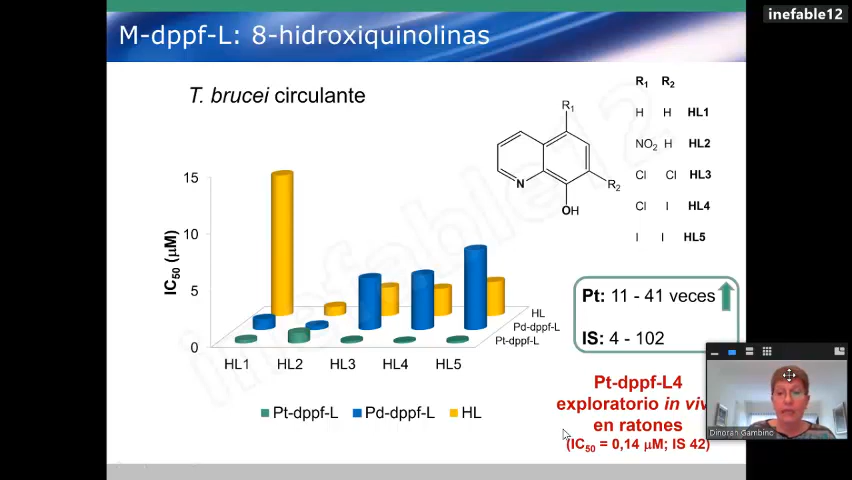 inefable12
M-dppf-L: 8-hidroxiquinolinas
T. brucei circulante
R1 R2
H H HL1
NO2 H HL2
Cl Cl HL3
Cl I HL4
I I HL5
R1
N
R2
OH
15
10
5
0
IC50 (µM)
HL
Pd-dppf-L
Pt-dppf-L
HL1 HL2 HL3 HL4 HL5
Pt-dppf-L Pd-dppf-L HL
Pt: 11 - 41 veces
IS: 4 - 102
Pt-dppf-L4
exploratorio in viv
en ratones
(IC50 = 0,14 µM; IS 42)
Dinorah Gambino
inefable12